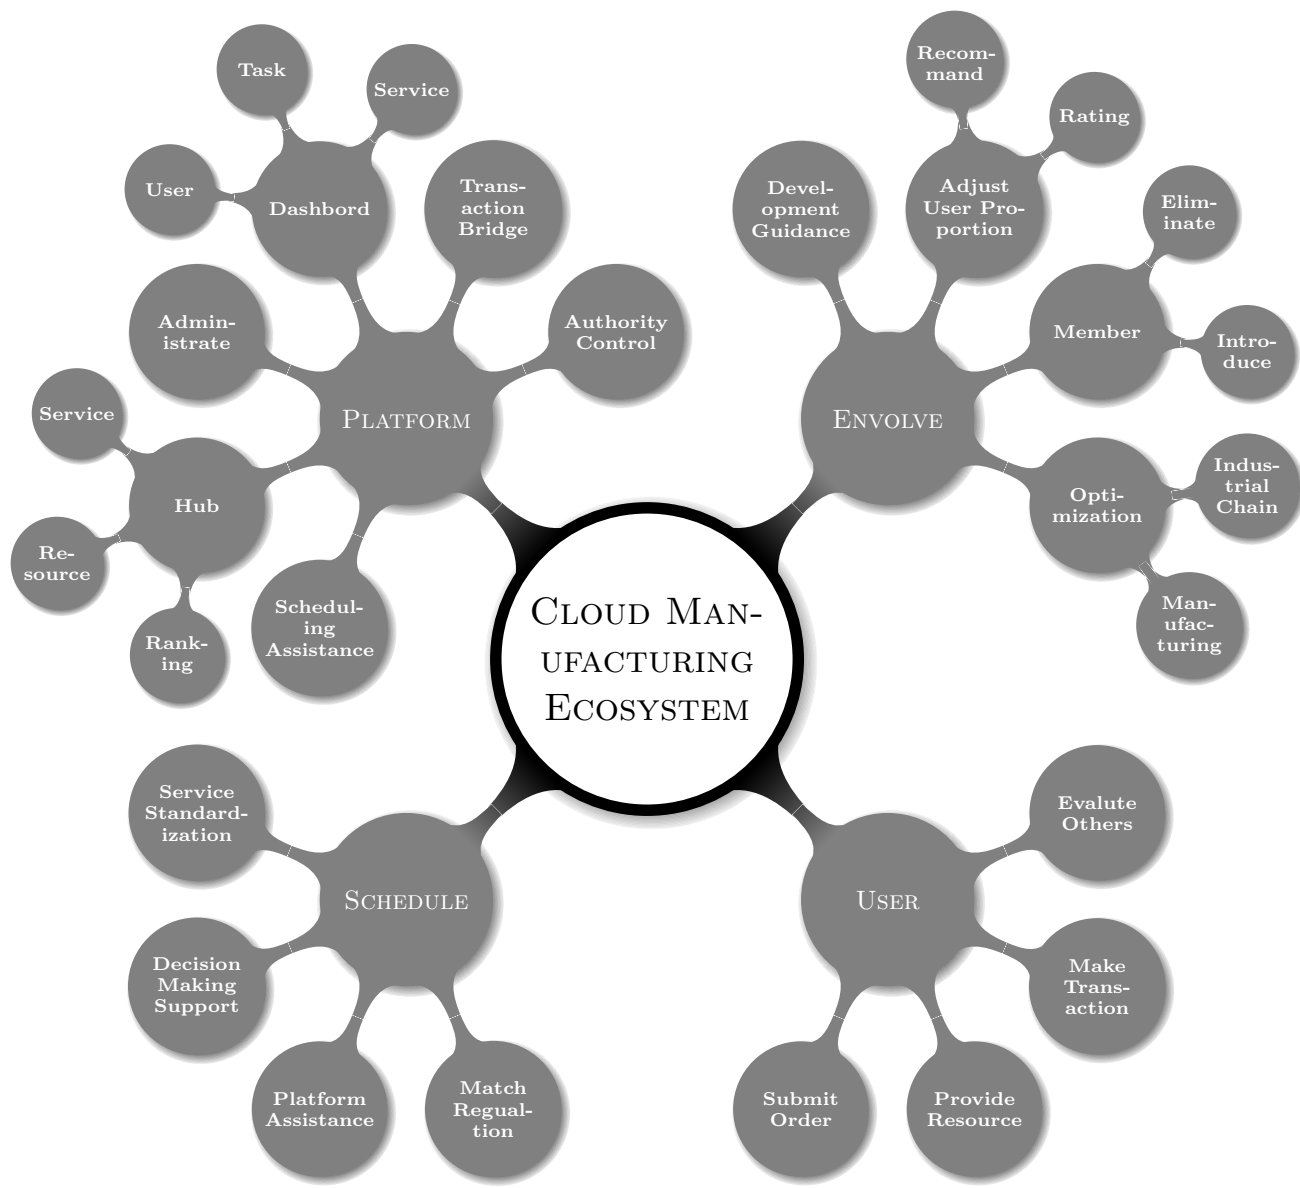 Task
Service
User
Dashbord
Trans-
action
Bridge
Admin-
istrate
Authority
Control
Platform
Service
Hub
Re-
source
Rank-
ing
Schedul-
ing
Assistance
Recom-
mand
Rating
Devel-
opment
Guidance
Adjust
User Pro-
portion
Elim-
inate
Member
Intro-
duce
Envolve
Opti-
mization
Indus-
trial
Chain
Man-
ufac-
turing
Cloud Man-
ufacturing
Ecosystem
Service
Standard-
ization
Schedule
Decision
Making
Support
Platform
Assistance
Match
Regual-
tion
Evalute
Others
User
Make
Trans-
action
Submit
Order
Provide
Resource